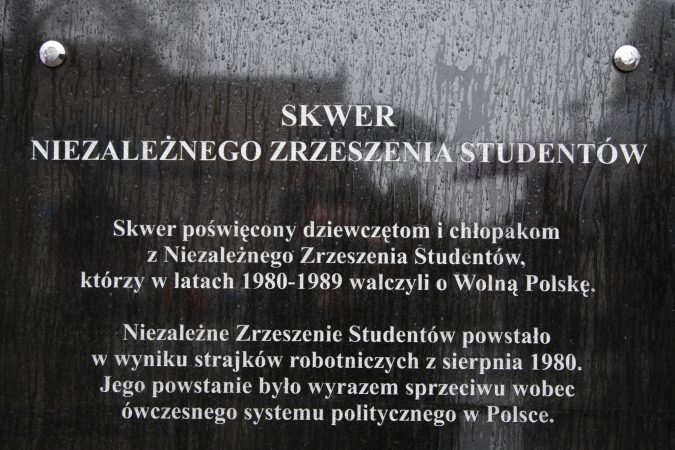 SKWER
NIEZALEŻNEGO ZRZESZENIA STUDENTÓW
Skwer poświęcony dziewczętom i chłopakom
z Niezależnego Zrzeszenia Studentów,
którzy w latach 1980-1989 walczyli o Wolną Polskę.
Niezależne Zrzeszenie Studentów powstało
w wyniku strajków robotniczych z sierpnia 1980.
Jego powstanie było wyrazem sprzeciwu wobec
ówczesnego systemu politycznego w Polsce.